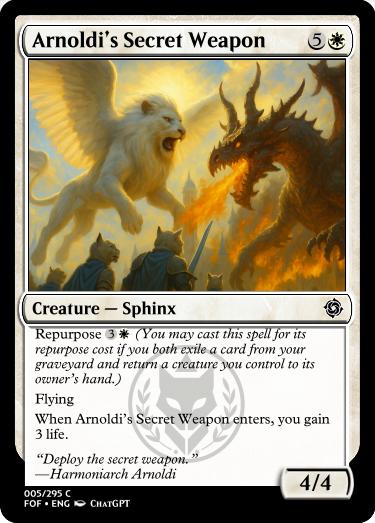 Arnoldi's Secret Weapon 5
Creature — Sphinx
Repurpose 3 (You may cast this spell for its
repurpose cost if you both exile a card from your
graveyard and return a creature you control to its
owner's hand.)
Flying
When Arnoldi's Secret Weapon enters, you gain
3 life.
"Deploy the secret weapon."
—Harmoniarch Arnoldi
4/4
005/295 C
FOF • ENG ChatGPT